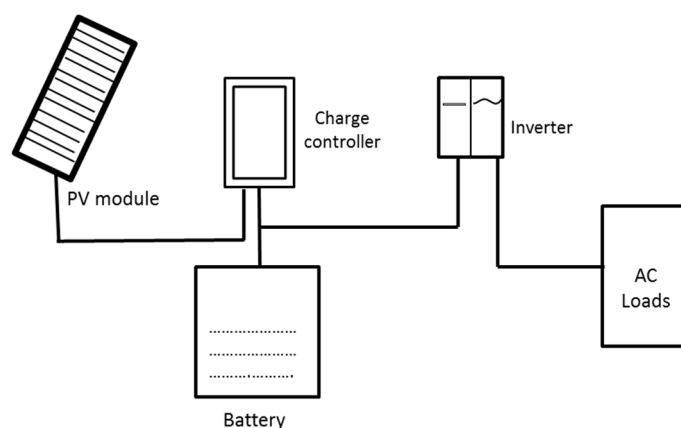 PV module
Charge
controller
Inverter
AC
Loads
Battery